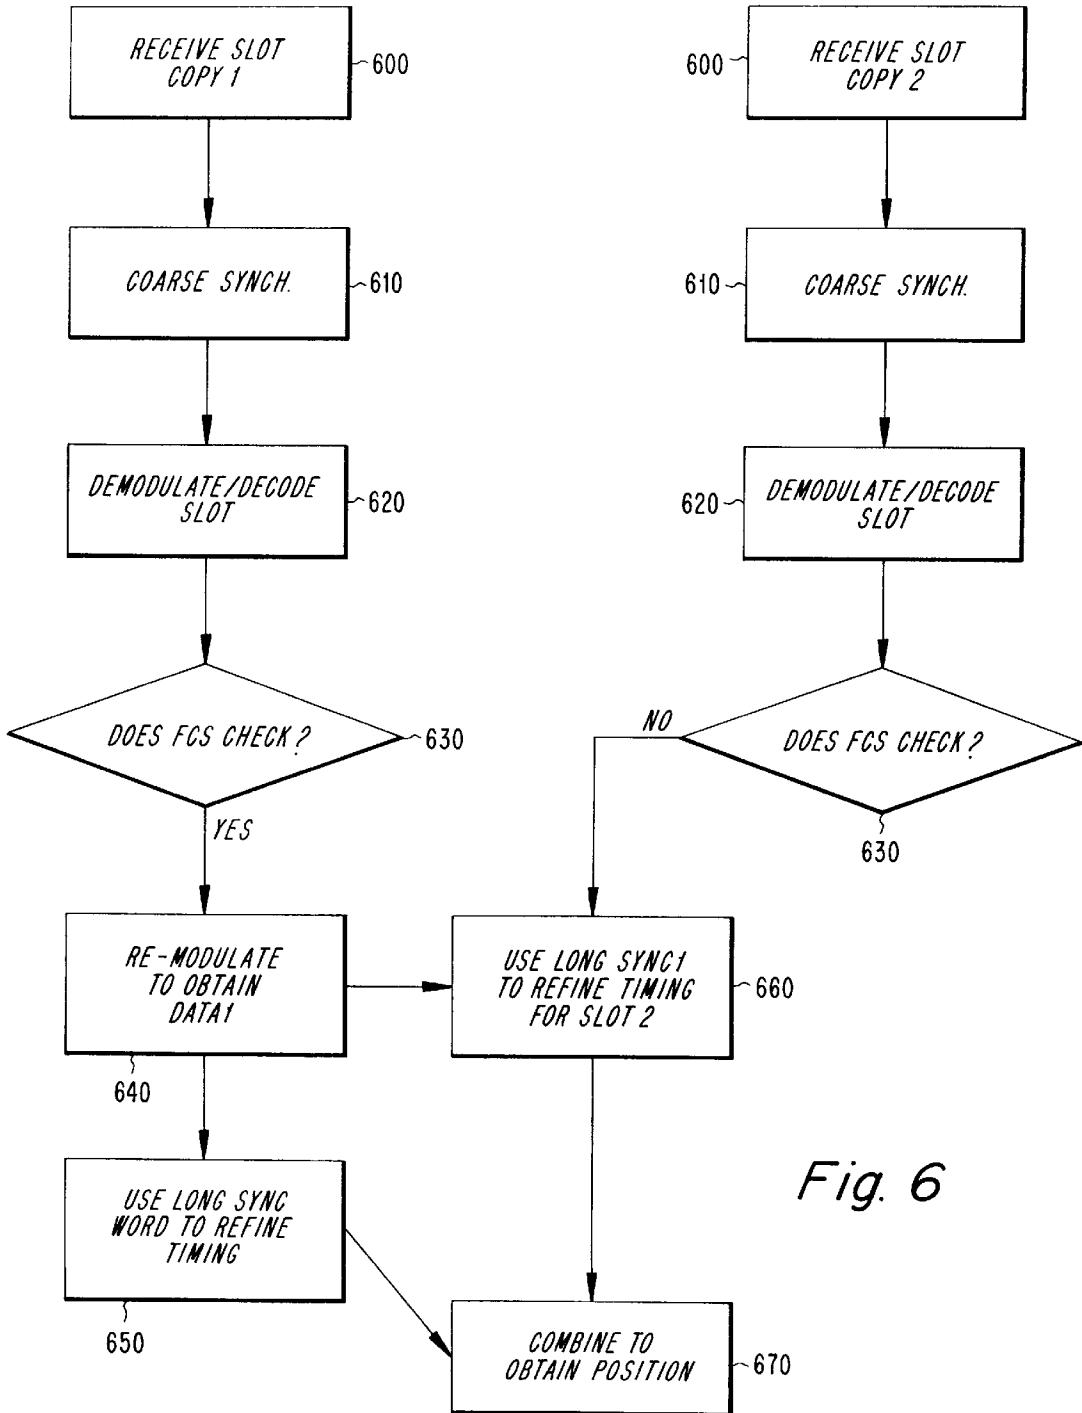 RECEIVE SLOT
COPY 1
600
COARSE SYNCH.
610
DEMODULATE/DECODE
SLOT
620
DOES FCS CHECK?
630
YES
RE-MODULATE
TO OBTAIN
DATA1
640
USE LONG SYNC
WORD TO REFINE
TIMING
650
600
RECEIVE SLOT
COPY 2
610
COARSE SYNCH.
620
DEMODULATE/DECODE
SLOT
NO
DOES FCS CHECK?
630
USE LONG SYNC1
TO REFINE TIMING
FOR SLOT 2
660
COMBINE TO
OBTAIN POSITION
670
Fig. 6